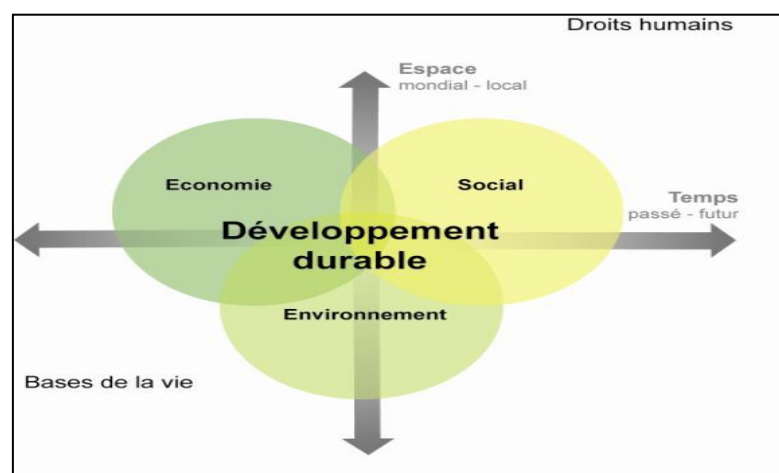 Droits humains
Espace
mondial - local
Economie
Social
Temps
passé - futur
Développement
durable
Environnement
Bases de la vie